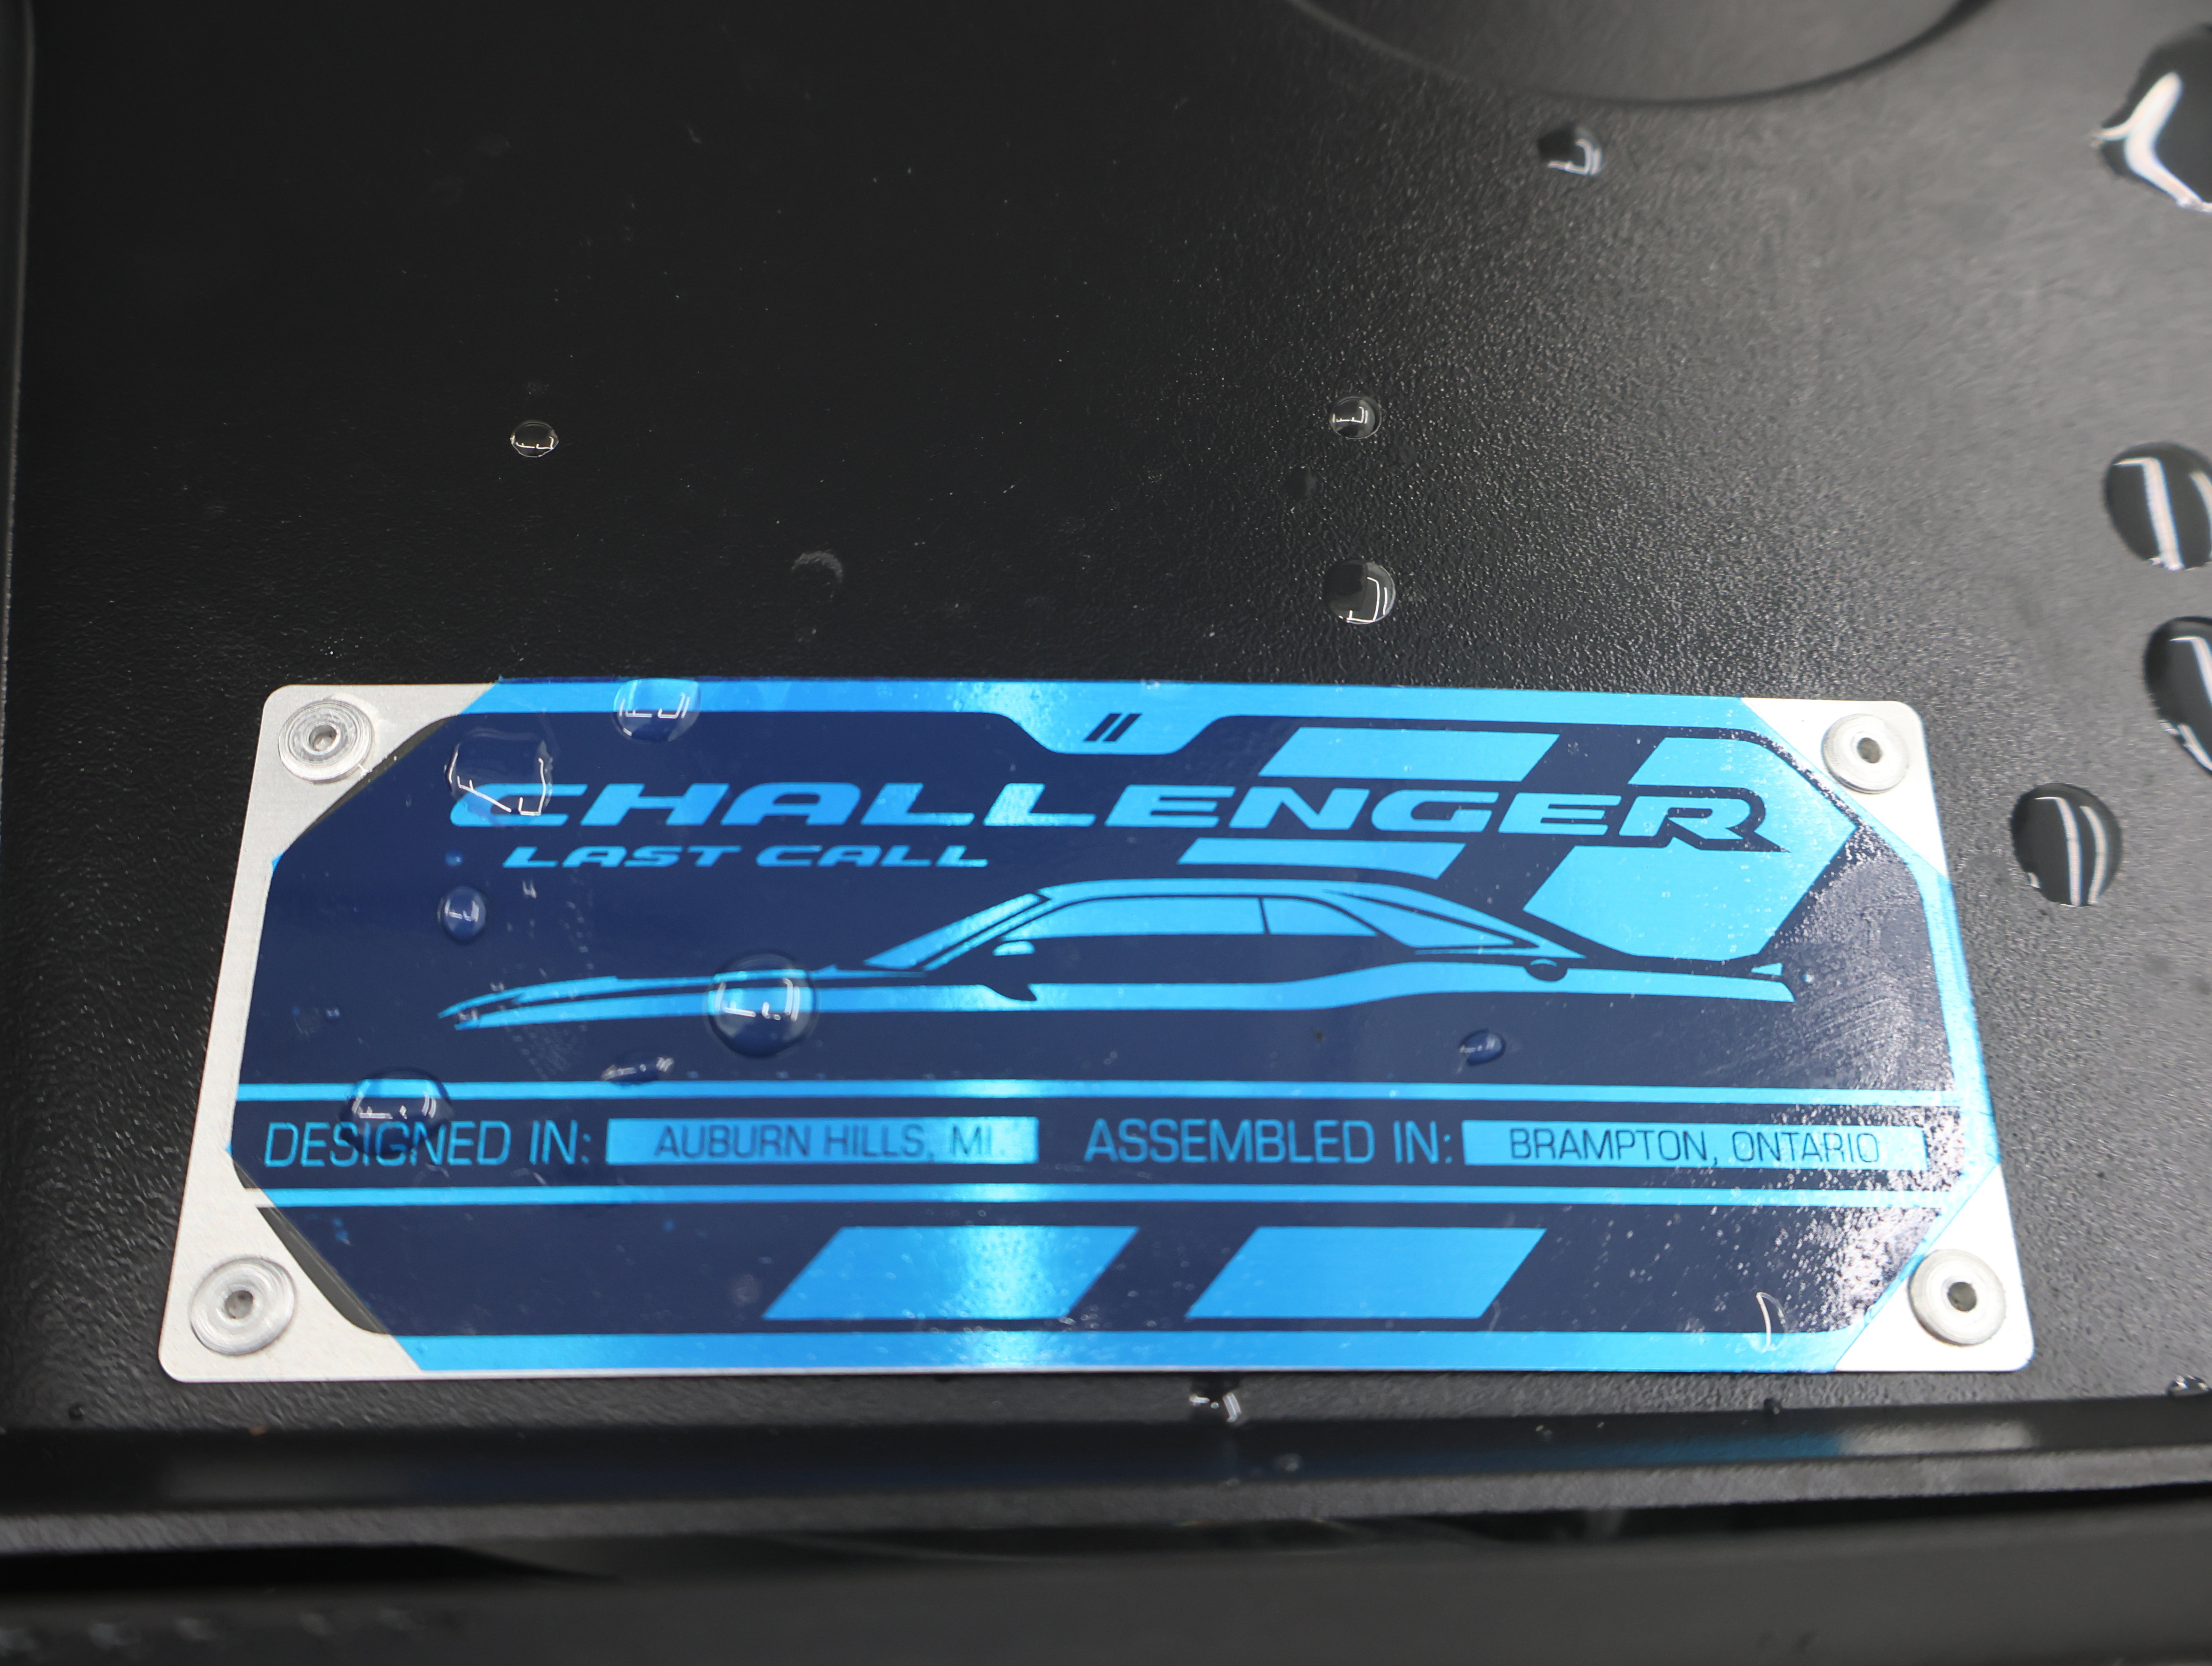 CHALLENGER
LAST CALL
DESIGNED IN: AUBURN HILLS, MI ASSEMBLED IN: BRAMPTON, ONTARIO